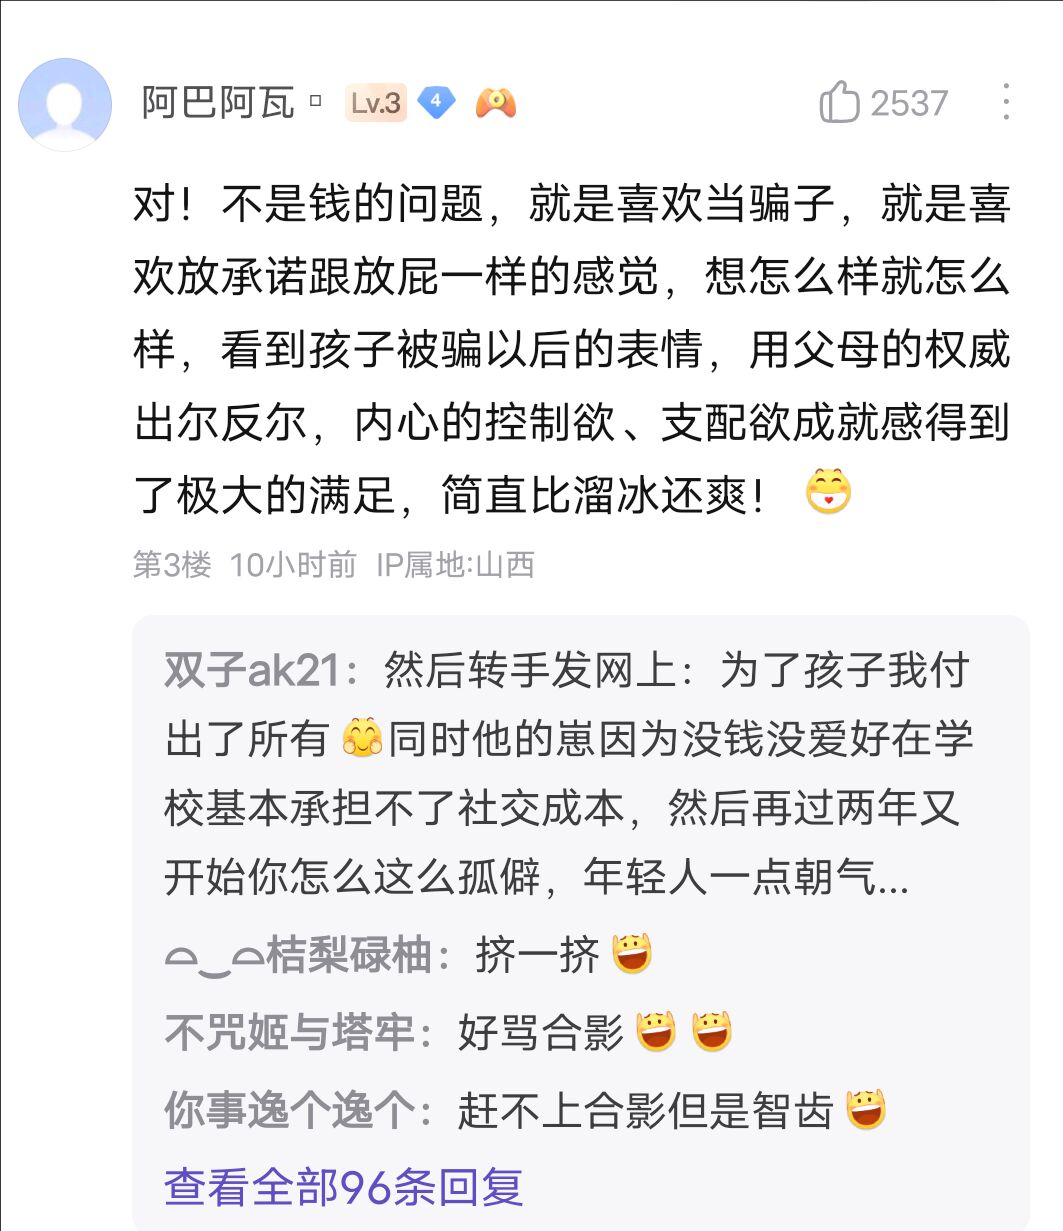 阿巴阿瓦 Lv.3 4 2537
对！不是钱的问题，就是喜欢当骗子，就是喜
欢放承诺跟放屁一样的感觉，想怎么样就怎么
样，看到孩子被骗以后的表情，用父母的权威
出尔反尔，内心的控制欲、支配欲成就感得到
了极大的满足，简直比溜冰还爽！
第3楼 10小时前 IP属地:山西
双子ak21：然后转手发网上：为了孩子我付
出了所有🤗同时他的崽因为没钱没爱好在学
校基本承担不了社交成本，然后再过两年又
开始你怎么这么孤僻，年轻人一点朝气...
⌓‿⌓桔梨碌柚：挤一挤
不咒姬与塔牢：好骂合影
你事逸个逸个：赶不上合影但是智齿
查看全部96条回复